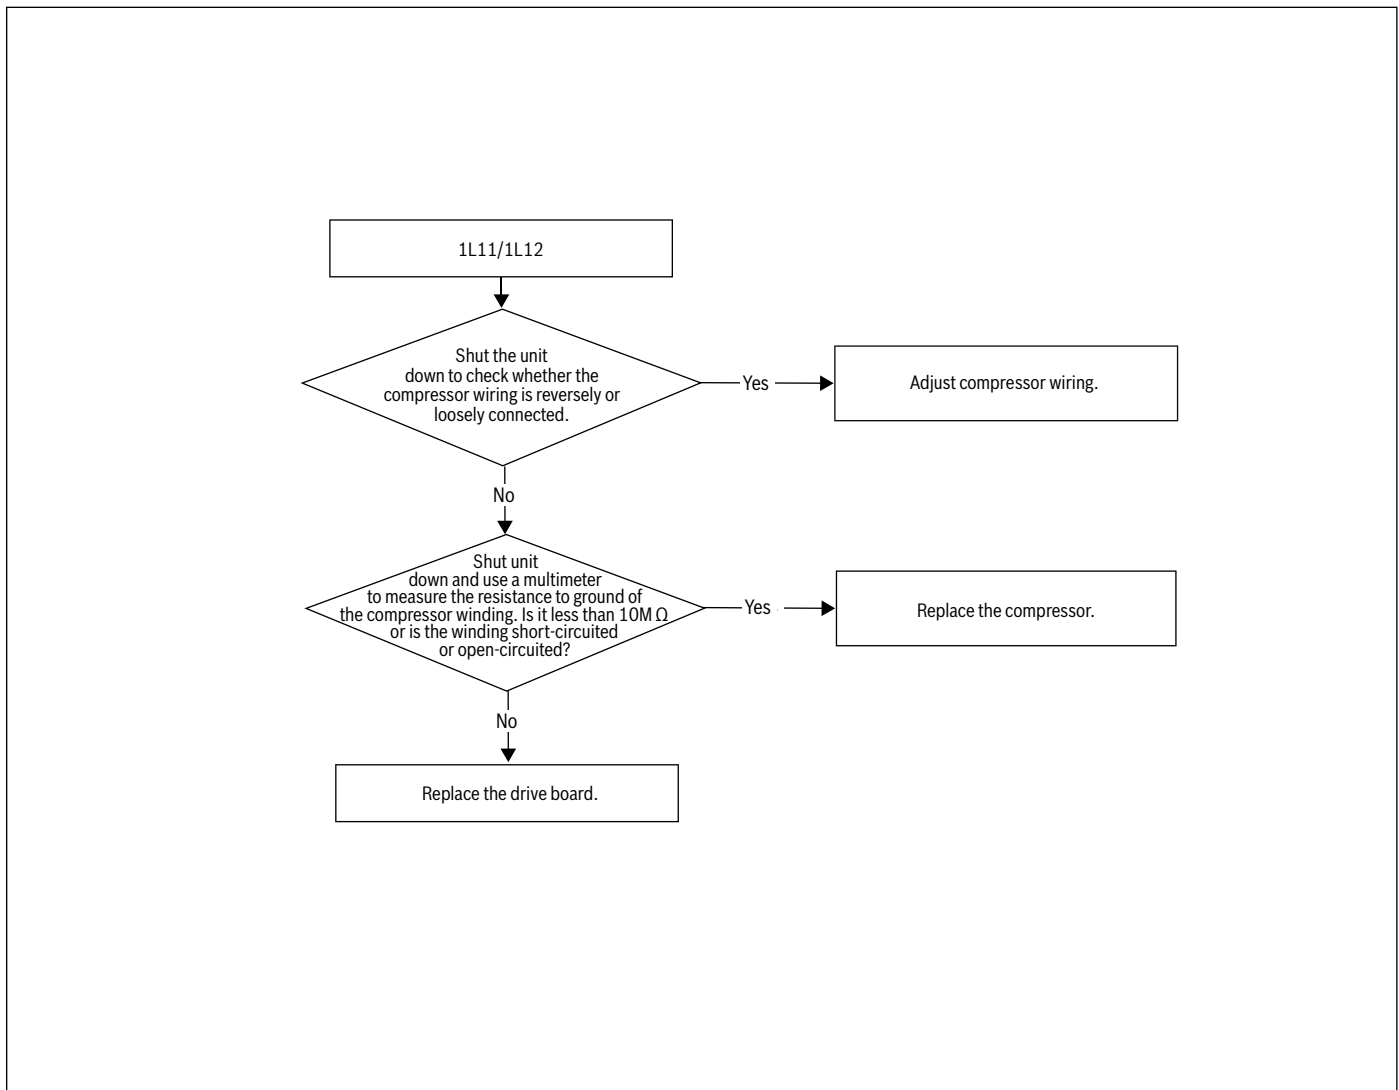 1L11/1L12
Shut the unit
down to check whether the
compressor wiring is reversely or
loosely connected.
Yes
Adjust compressor wiring.
No
Shut unit
down and use a multimeter
to measure the resistance to ground of
the compressor winding. Is it less than 10M Ω
or is the winding short-circuited
or open-circuited?
Yes
Replace the compressor.
No
Replace the drive board.